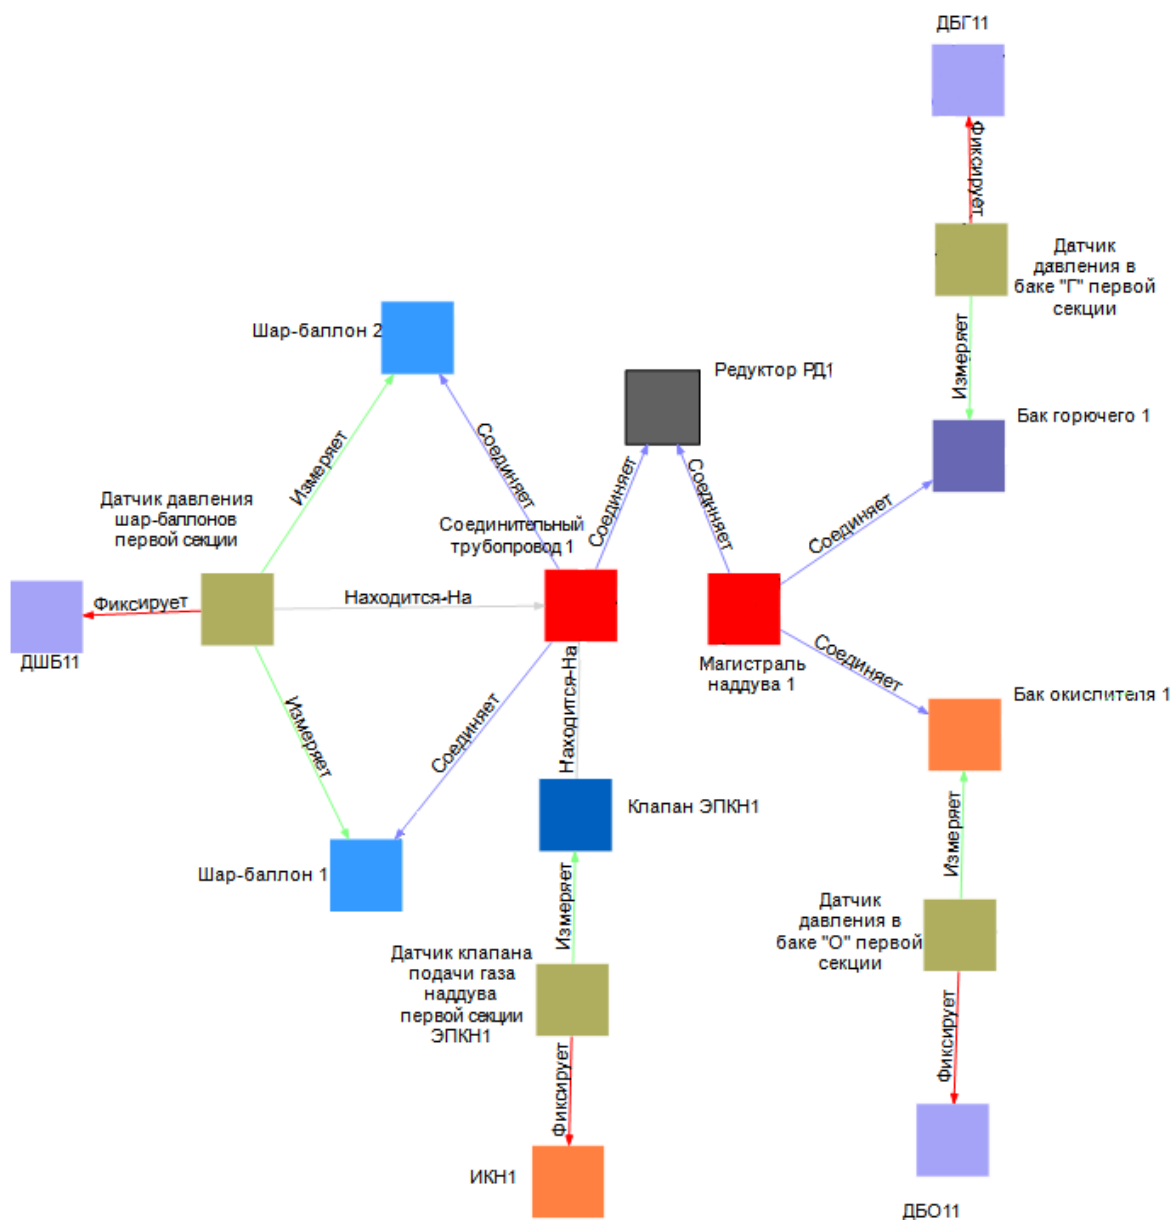 ДБГ11
Фиксирует
Датчик
давления в
баке "Г" первой
секции
Измеряет
Шар-баллон 2
Редуктор РД1
Бак горючего 1
Измеряет
Соединяет
Соединяет
Соединяет
Соединяет
Датчик давления
шар-баллонов
первой секции
Соединительный
трубопровод 1
Фиксирует
Находится-На
ДШБ11
Магистраль
наддува 1
Соединяет
Бак окислителя 1
Измеряет
Соединяет
Находится-На
Клапан ЭПКН1
Шар-баллон 1
Измеряет
Измеряет
Датчик
давления в
баке "О" первой
секции
Датчик клапана
подачи газа
наддува
первой секции
ЭПКН1
Фиксирует
Фиксирует
ИКН1
ДБО11